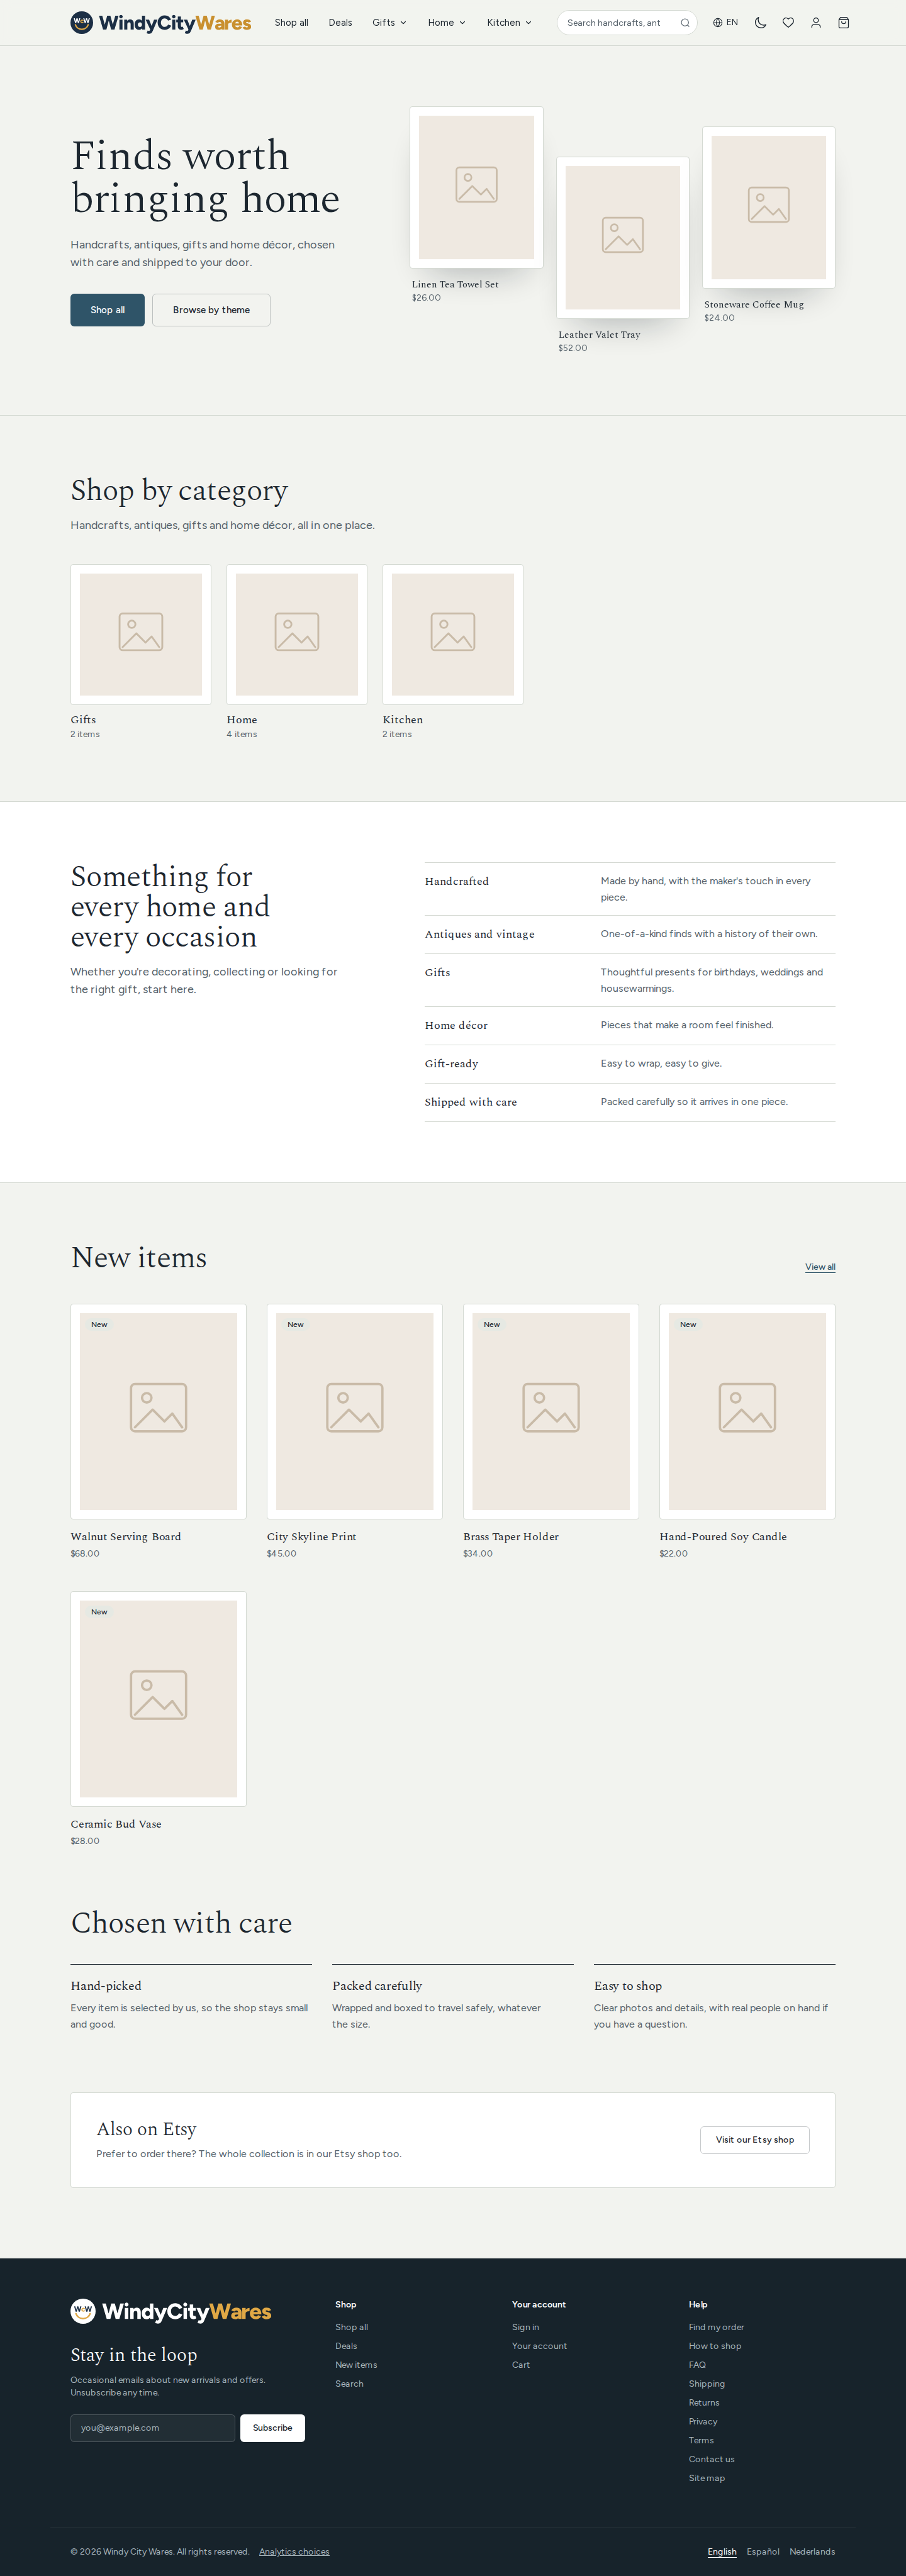 WindyCityWares
Shop all
Deals
Gifts
Home
Kitchen
Search handcrafts, ant
EN
Finds worth
bringing home
Handcrafts, antiques, gifts and home décor, chosen
with care and shipped to your door.
Shop all
Browse by theme
Linen Tea Towel Set
$26.00
Leather Valet Tray
$52.00
Stoneware Coffee Mug
$24.00
Shop by category
Handcrafts, antiques, gifts and home décor, all in one place.
Gifts
2 items
Home
4 items
Kitchen
2 items
Something for
every home and
every occasion
Whether you're decorating, collecting or looking for
the right gift, start here.
Handcrafted
Made by hand, with the maker's touch in every
piece.
Antiques and vintage
One-of-a-kind finds with a history of their own.
Gifts
Thoughtful presents for birthdays, weddings and
housewarmings.
Home décor
Pieces that make a room feel finished.
Gift-ready
Easy to wrap, easy to give.
Shipped with care
Packed carefully so it arrives in one piece.
New items
View all
New
Walnut Serving Board
$68.00
New
City Skyline Print
$45.00
New
Brass Taper Holder
$34.00
New
Hand-Poured Soy Candle
$22.00
New
Ceramic Bud Vase
$28.00
Chosen with care
Hand-picked
Every item is selected by us, so the shop stays small
and good.
Packed carefully
Wrapped and boxed to travel safely, whatever
the size.
Easy to shop
Clear photos and details, with real people on hand if
you have a question.
Also on Etsy
Prefer to order there? The whole collection is in our Etsy shop too.
Visit our Etsy shop
WindyCityWares
Stay in the loop
Occasional emails about new arrivals and offers.
Unsubscribe any time.
you@example.com
Subscribe
Shop
Shop all
Deals
New items
Search
Your account
Sign in
Your account
Cart
Help
Find my order
How to shop
FAQ
Shipping
Returns
Privacy
Terms
Contact us
Site map
© 2026 Windy City Wares. All rights reserved.
Analytics choices
English
Español
Nederlands